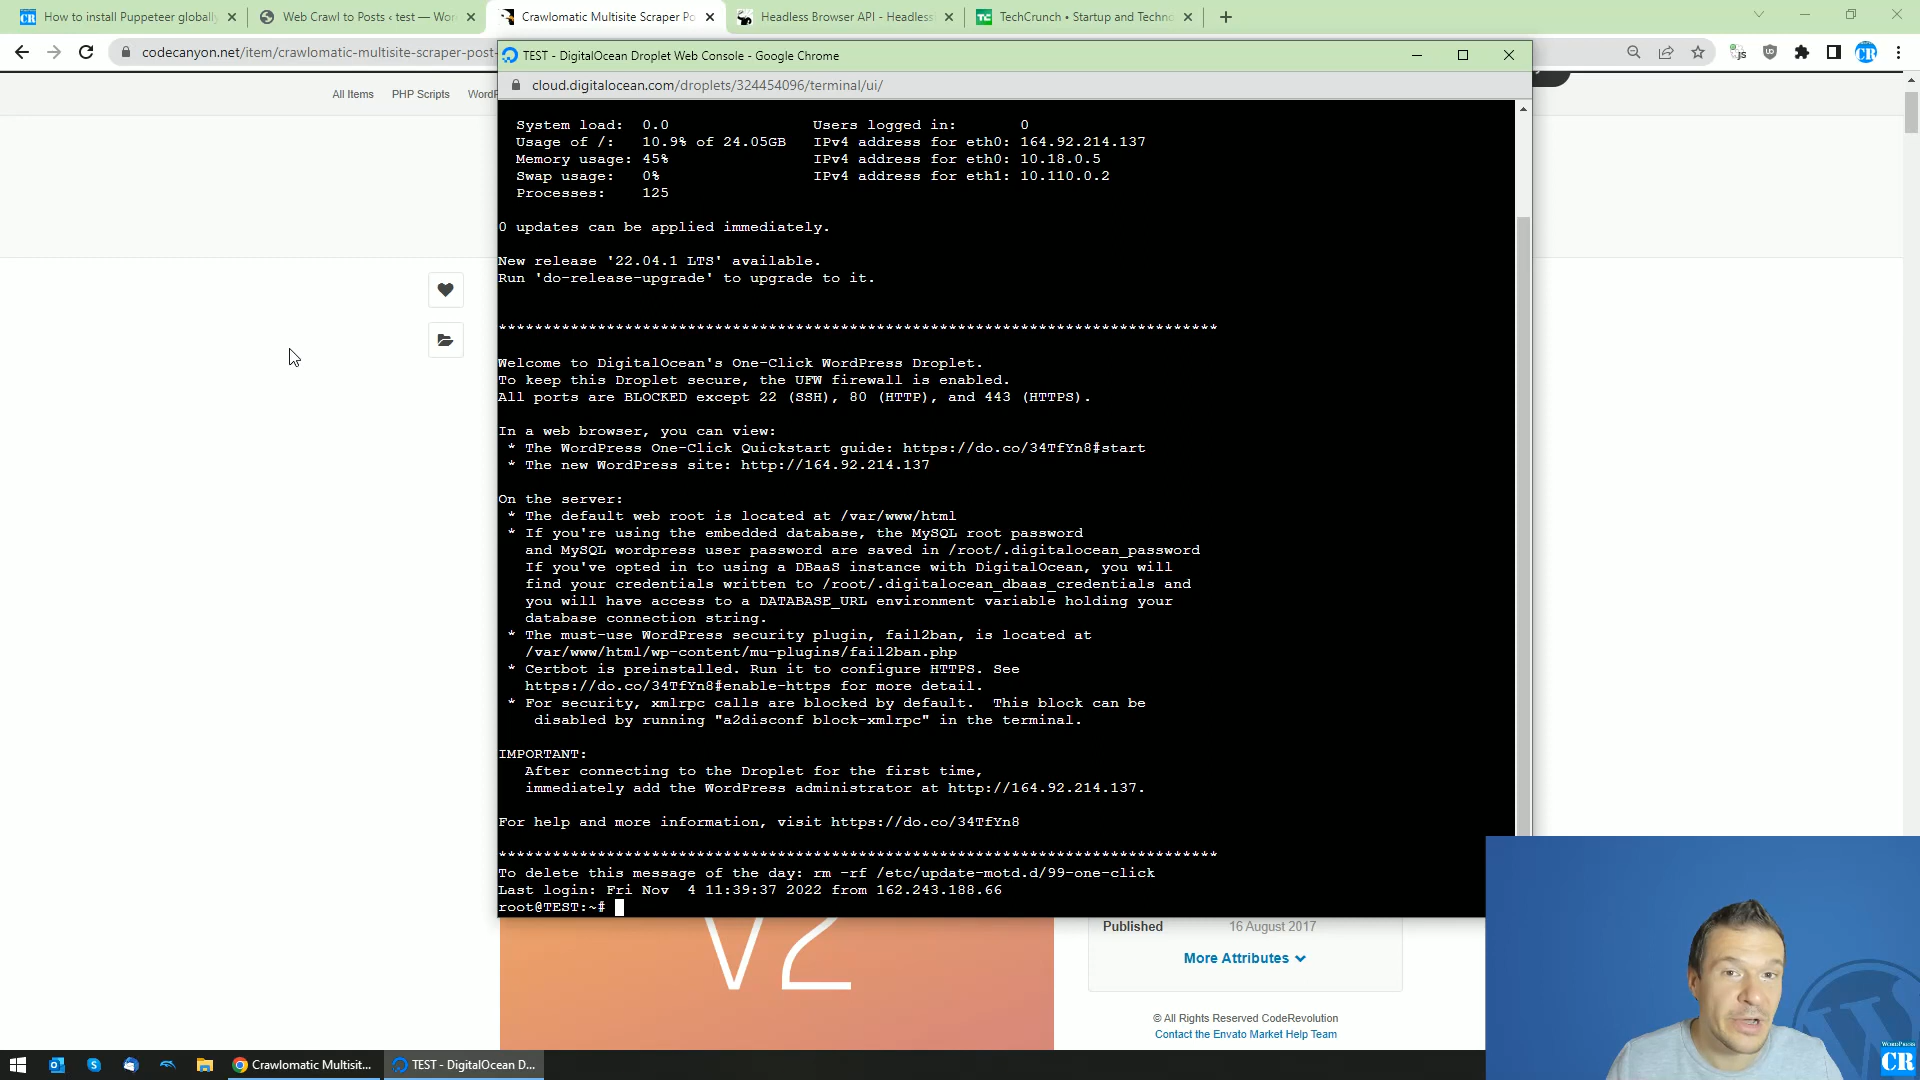 How to install Puppeteer globally
Web Crawl to Posts ‹ test — Wor
Crawlomatic Multisite Scraper Po
Headless Browser API - Headless
TechCrunch • Startup and Techno
codecanyon.net/item/crawlomatic-multisite-scraper-post-
TEST - DigitalOcean Droplet Web Console - Google Chrome
cloud.digitalocean.com/droplets/324454096/terminal/ui/
All Items PHP Scripts WordP
System load: 0.0 Users logged in: 0
Usage of /: 10.9% of 24.05GB IPv4 address for eth0: 164.92.214.137
Memory usage: 45% IPv4 address for eth0: 10.18.0.5
Swap usage: 0% IPv4 address for eth1: 10.110.0.2
Processes: 125
0 updates can be applied immediately.
New release '22.04.1 LTS' available.
Run 'do-release-upgrade' to upgrade to it.
********************************************************************************
Welcome to DigitalOcean's One-Click WordPress Droplet.
To keep this Droplet secure, the UFW firewall is enabled.
All ports are BLOCKED except 22 (SSH), 80 (HTTP), and 443 (HTTPS).
In a web browser, you can view:
* The WordPress One-Click Quickstart guide: https://do.co/34TfYn8#start
* The new WordPress site: http://164.92.214.137
On the server:
* The default web root is located at /var/www/html
* If you're using the embedded database, the MySQL root password
and MySQL wordpress user password are saved in /root/.digitalocean_password
If you've opted in to using a DBaaS instance with DigitalOcean, you will
find your credentials written to /root/.digitalocean_dbaas_credentials and
you will have access to a DATABASE_URL environment variable holding your
database connection string.
* The must-use WordPress security plugin, fail2ban, is located at
/var/www/html/wp-content/mu-plugins/fail2ban.php
* Certbot is preinstalled. Run it to configure HTTPS. See
https://do.co/34TfYn8#enable-https for more detail.
* For security, xmlrpc calls are blocked by default. This block can be
disabled by running "a2disconf block-xmlrpc" in the terminal.
IMPORTANT:
After connecting to the Droplet for the first time,
immediately add the WordPress administrator at http://164.92.214.137.
For help and more information, visit https://do.co/34TfYn8
********************************************************************************
To delete this message of the day: rm -rf /etc/update-motd.d/99-one-click
Last login: Fri Nov 4 11:39:37 2022 from 162.243.188.66
root@TEST:~#
V2
Published 16 August 2017
More Attributes
© All Rights Reserved CodeRevolution
Contact the Envato Market Help Team
Crawlomatic Multisit...
TEST - DigitalOcean D...
WORDPRESS
CR